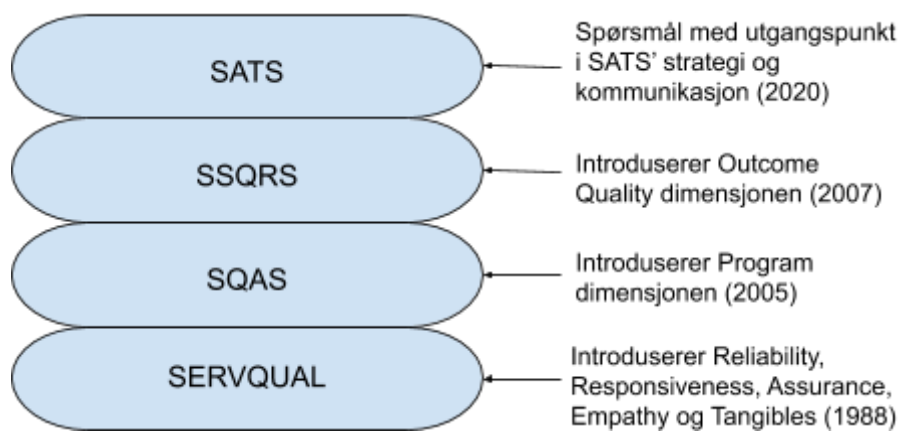 SATS
Spørsmål med utgangspunkt
i SATS’ strategi og
kommunikasjon (2020)
SSQRS
Introduserer Outcome
Quality dimensjonen (2007)
SQAS
Introduserer Program
dimensjonen (2005)
SERVQUAL
Introduserer Reliability,
Responsiveness, Assurance,
Empathy og Tangibles (1988)